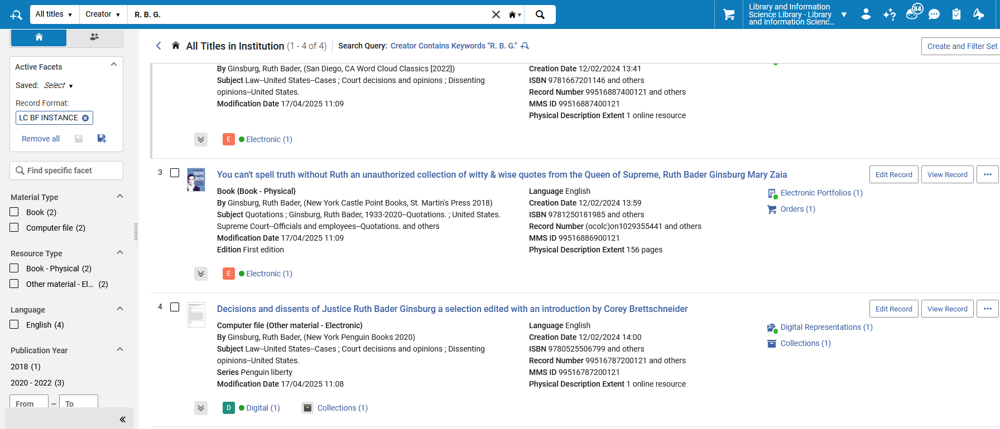 All titles ▾ Creator ▾ R. B. G.
Library and Information
Science Library - Library
and Information Scienc...
84
All Titles in Institution (1 - 4 of 4) Search Query: Creator Contains Keywords "R. B. G."
Create and Filter Set
Active Facets
Saved: Select
Record Format:
LC BF INSTANCE
Remove all
Find specific facet
Material Type
Book (2)
Computer file (2)
Resource Type
Book - Physical (2)
Other material - El... (2)
Language
English (4)
Publication Year
2018 (1)
2020 - 2022 (3)
From – To
«
By Ginsburg, Ruth Bader, (San Diego, CA Word Cloud Classics [2022])
Subject Law--United States--Cases ; Court decisions and opinions ; Dissenting
opinions--United States.
Modification Date 17/04/2025 11:09
Creation Date 12/02/2024 13:41
ISBN 9781667201146 and others
Record Number 99516887400121 and others
MMS ID 99516887400121
Physical Description Extent 1 online resource
E Electronic (1)
3
TRUTH
RUTH
You can't spell truth without Ruth an unauthorized collection of witty & wise quotes from the Queen of Supreme, Ruth Bader Ginsburg Mary Zaia
Edit Record View Record ...
Book {Book - Physical}
By Ginsburg, Ruth Bader, (New York Castle Point Books, St. Martin's Press 2018)
Subject Quotations ; Ginsburg, Ruth Bader, 1933-2020--Quotations. ; United States.
Supreme Court--Officials and employees--Quotations. and others
Modification Date 17/04/2025 11:09
Edition First edition
Language English
Creation Date 12/02/2024 13:59
ISBN 9781250181985 and others
Record Number (ocolc)on1029355441 and others
MMS ID 99516886900121
Physical Description Extent 156 pages
Electronic Portfolios (1)
Orders (1)
E Electronic (1)
4
Decisions and dissents of Justice Ruth Bader Ginsburg a selection edited with an introduction by Corey Brettschneider
Edit Record View Record ...
Computer file {Other material - Electronic}
By Ginsburg, Ruth Bader, (New York Penguin Books 2020)
Subject Law--United States--Cases ; Court decisions and opinions ; Dissenting
opinions--United States.
Series Penguin liberty
Modification Date 17/04/2025 11:08
Language English
Creation Date 12/02/2024 14:00
ISBN 9780525506799 and others
Record Number 99516787200121 and others
MMS ID 99516787200121
Physical Description Extent 1 online resource
Digital Representations (1)
Collections (1)
D Digital (1) Collections (1)